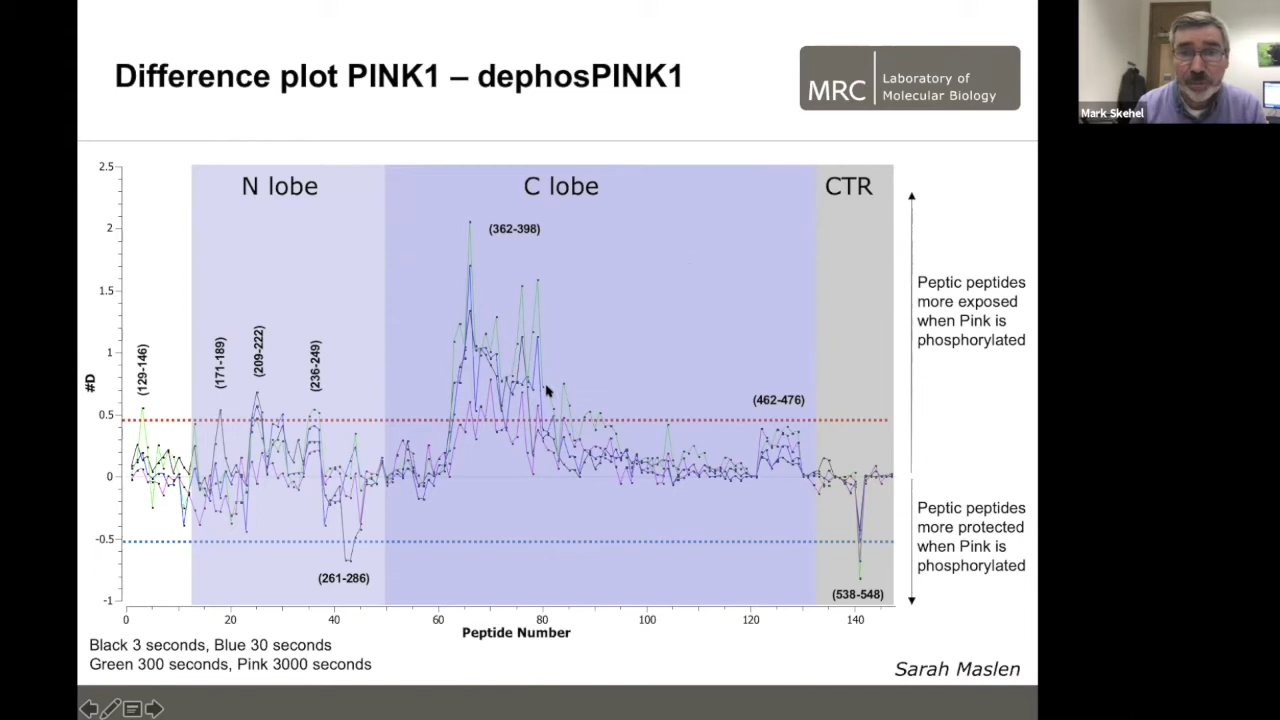 Difference plot PINK1 – dephosPINK1
MRC
Laboratory of
Molecular Biology
Mark Skehel
N lobe
C lobe
CTR
2.5
2
1.5
1
0.5
0
-0.5
-1
#D
(129-146)
(171-189)
(209-222)
(236-249)
(261-286)
(362-398)
(462-476)
(538-548)
Peptic peptides
more exposed
when Pink is
phosphorylated
Peptic peptides
more protected
when Pink is
phosphorylated
0 20 40 60 80 100 120 140
Peptide Number
Black 3 seconds, Blue 30 seconds
Green 300 seconds, Pink 3000 seconds
Sarah Maslen